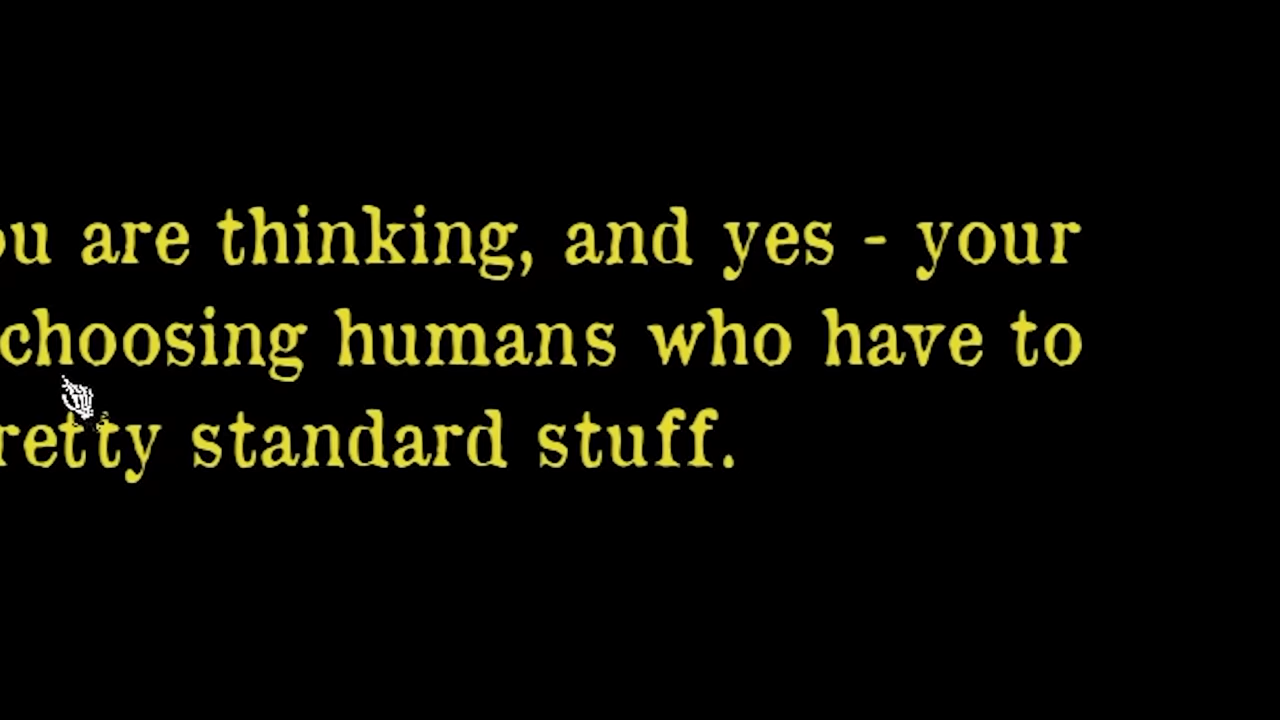 ou are thinking, and yes - your
choosing humans who have to
retty standard stuff.